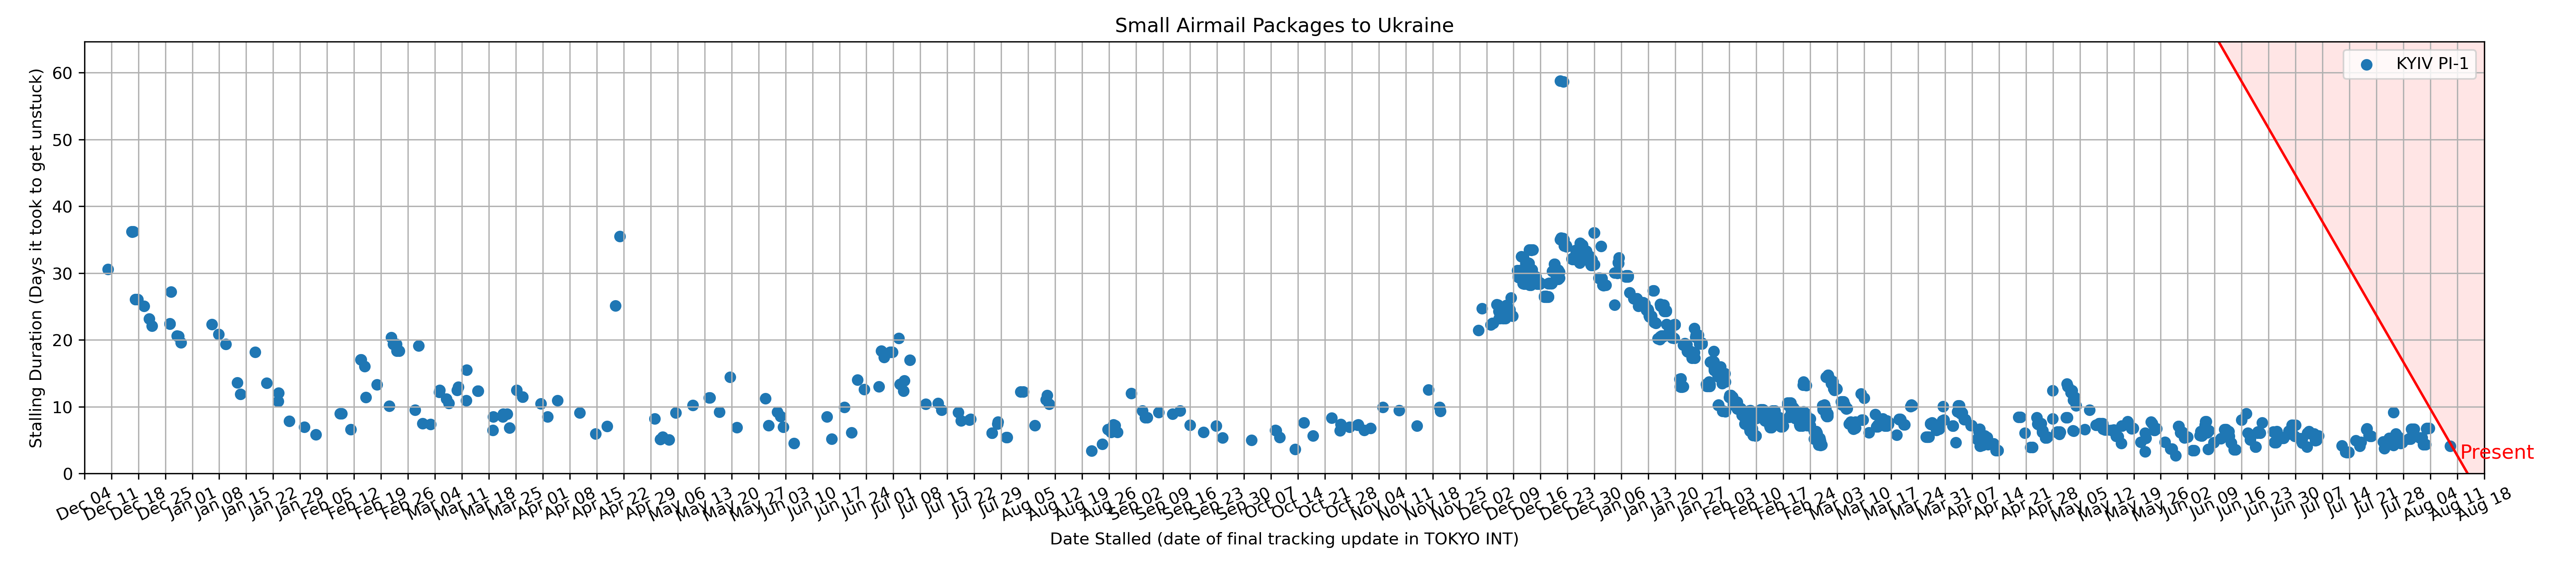 Small Airmail Packages to Ukraine
Stalling Duration (Days it took to get unstuck)
60
50
40
30
20
10
0
KYIV PI-1
Present
Dec 04
Dec 11
Dec 18
Dec 25
Jan 01
Jan 08
Jan 15
Jan 22
Jan 29
Feb 05
Feb 12
Feb 19
Feb 26
Mar 04
Mar 11
Mar 18
Mar 25
Apr 01
Apr 08
Apr 15
Apr 22
Apr 29
May 06
May 13
May 20
May 27
Jun 03
Jun 10
Jun 17
Jun 24
Jul 01
Jul 08
Jul 15
Jul 22
Jul 29
Aug 05
Aug 12
Aug 19
Aug 26
Sep 02
Sep 09
Sep 16
Sep 23
Sep 30
Oct 07
Oct 14
Oct 21
Oct 28
Nov 04
Nov 11
Nov 18
Nov 25
Dec 02
Dec 09
Dec 16
Dec 23
Dec 30
Jan 06
Jan 13
Jan 20
Jan 27
Feb 03
Feb 10
Feb 17
Feb 24
Mar 03
Mar 10
Mar 17
Mar 24
Mar 31
Apr 07
Apr 14
Apr 21
Apr 28
May 05
May 12
May 19
May 26
Jun 02
Jun 09
Jun 16
Jun 23
Jun 30
Jul 07
Jul 14
Jul 21
Jul 28
Aug 04
Aug 11
Aug 18
Date Stalled (date of final tracking update in TOKYO INT)